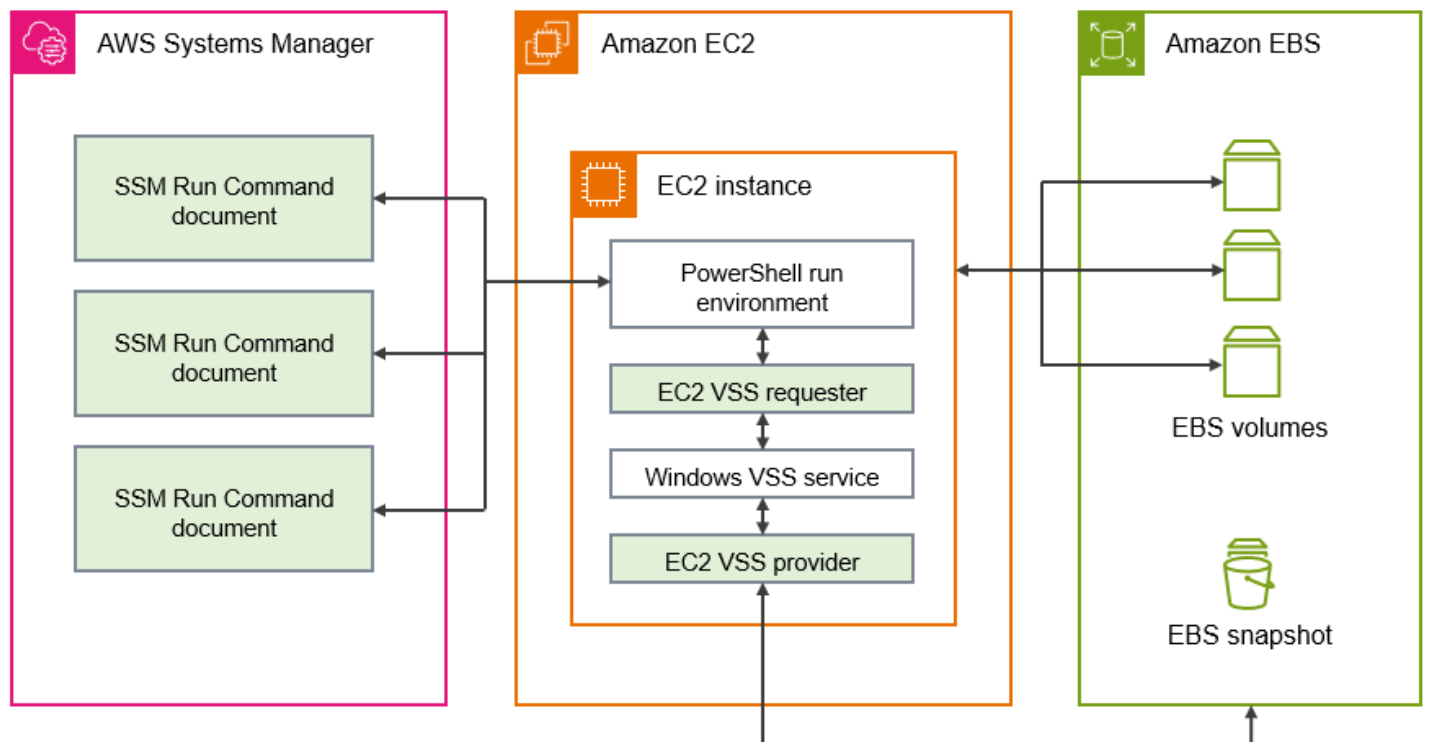 AWS Systems Manager
SSM Run Command
document
SSM Run Command
document
SSM Run Command
document
Amazon EC2
EC2 instance
PowerShell run
environment
EC2 VSS requester
Windows VSS service
EC2 VSS provider
Amazon EBS
EBS volumes
EBS snapshot